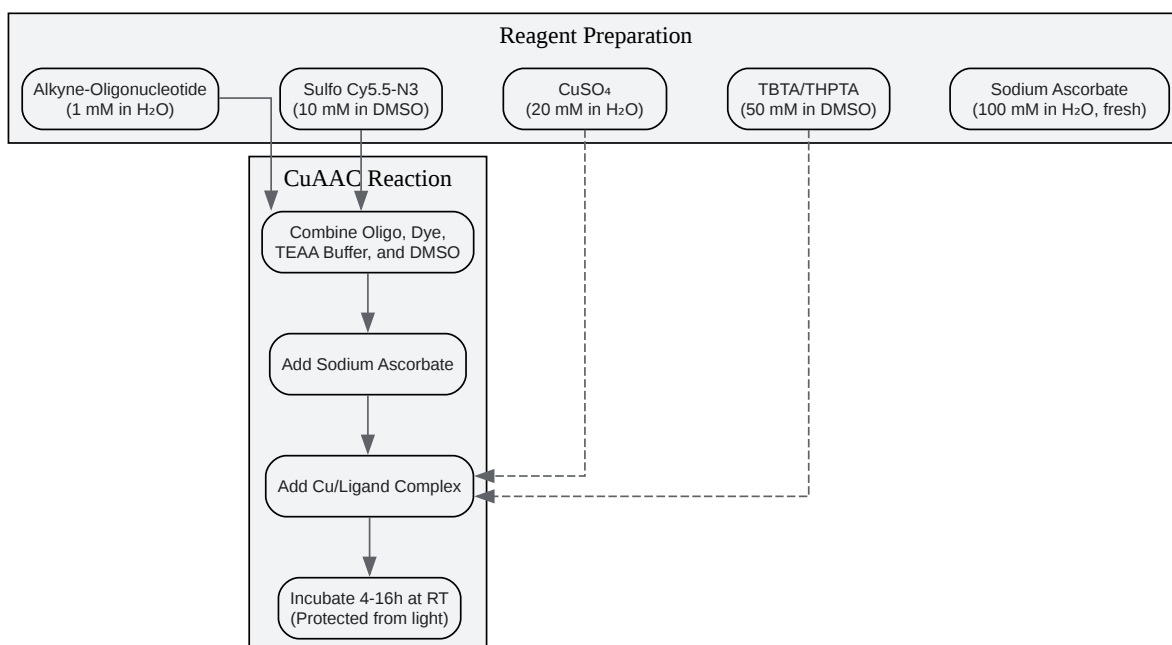 Reagent Preparation
Alkyne-Oligonucleotide
(1 mM in H₂O)
Sulfo Cy5.5-N3
(10 mM in DMSO)
CuSO₄
(20 mM in H₂O)
TBTA/THPTA
(50 mM in DMSO)
Sodium Ascorbate
(100 mM in H₂O, fresh)
CuAAC Reaction
Combine Oligo, Dye,
TEAA Buffer, and DMSO
Add Sodium Ascorbate
Add Cu/Ligand Complex
Incubate 4-16h at RT
(Protected from light)